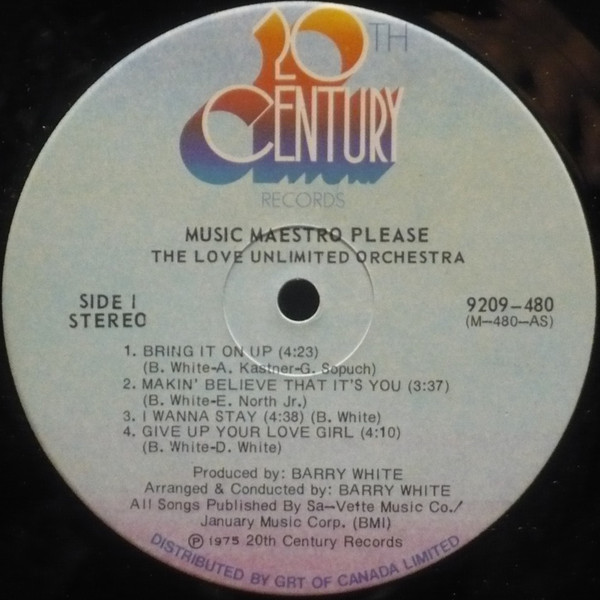 20TH
CENTURY
RECORDS
MUSIC MAESTRO PLEASE
THE LOVE UNLIMITED ORCHESTRA
SIDE 1
STEREO
9209-480
(M-480-AS)
1. BRING IT ON UP (4:23)
(B. White-A. Kastner-G. Sopuch)
2. MAKIN' BELIEVE THAT IT'S YOU (3:37)
(B. White-E. North Jr.)
3. I WANNA STAY (4:38) (B. White)
4. GIVE UP YOUR LOVE GIRL (4:10)
(B. White-D. White)
Produced by: BARRY WHITE
Arranged & Conducted by: BARRY WHITE
All Songs Published By Sa-Vette Music Co./
January Music Corp. (BMI)
℗ 1975 20th Century Records
DISTRIBUTED BY GRT OF CANADA LIMITED